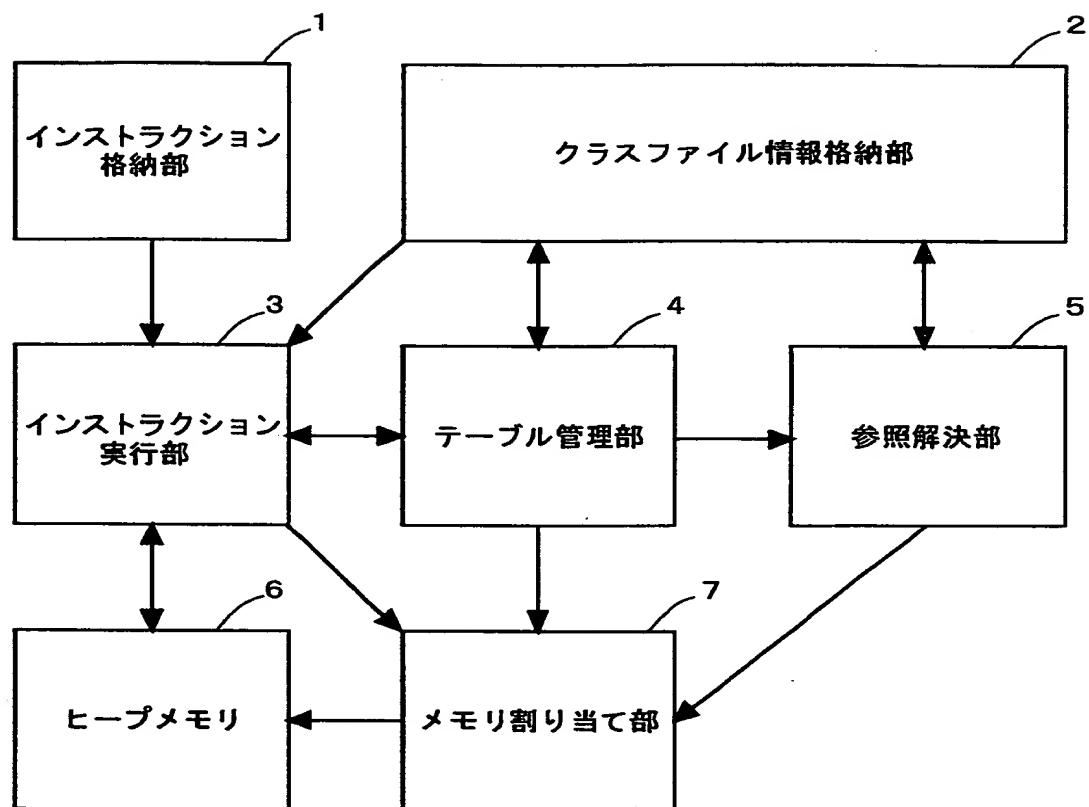 1
2
インストラクション
格納部
クラスファイル情報格納部
3
4
5
インストラクション
実行部
テーブル管理部
参照解決部
6
7
ヒープメモリ
メモリ割り当て部